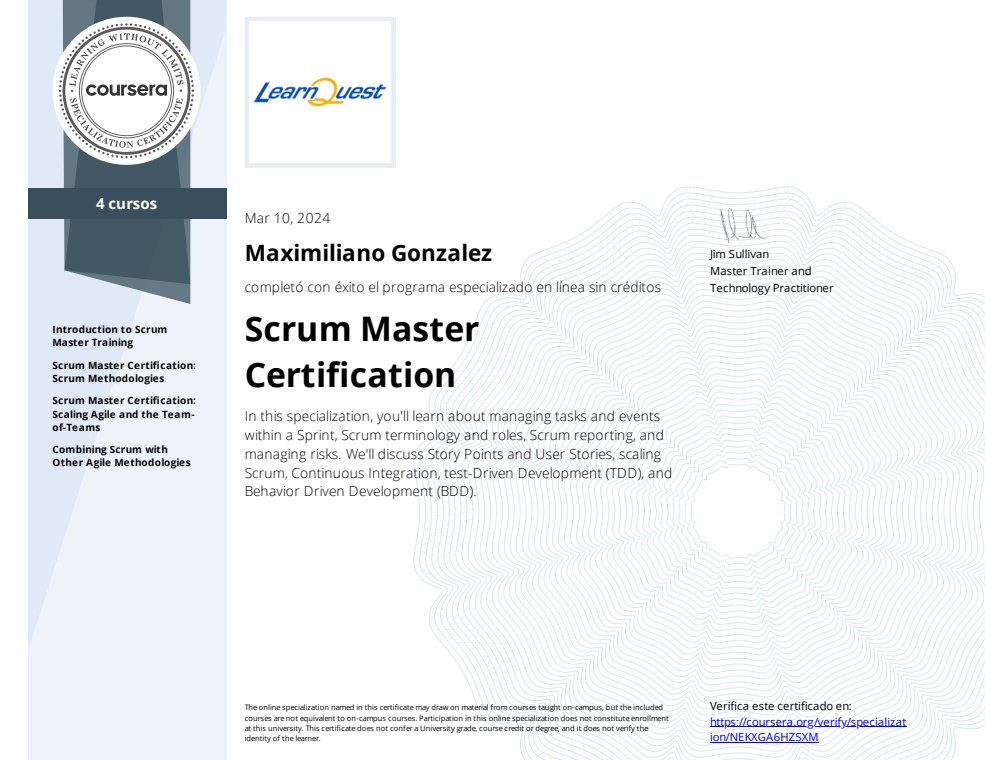 LEARNING WITHOUT LIMITS
coursera
SPECIALIZATION CERTIFICATE
LearnQuest
4 cursos
Introduction to Scrum
Master Training
Scrum Master Certification:
Scrum Methodologies
Scrum Master Certification:
Scaling Agile and the Team-
of-Teams
Combining Scrum with
Other Agile Methodologies
Mar 10, 2024
Maximiliano Gonzalez
completó con éxito el programa especializado en línea sin créditos
Scrum Master
Certification
In this specialization, you'll learn about managing tasks and events
within a Sprint, Scrum terminology and roles, Scrum reporting, and
managing risks. We'll discuss Story Points and User Stories, scaling
Scrum, Continuous Integration, test-Driven Development (TDD), and
Behavior Driven Development (BDD).
Jim Sullivan
Master Trainer and
Technology Practitioner
The online specialization named in this certificate may draw on material from courses taught on-campus, but the included
courses are not equivalent to on-campus courses. Participation in this online specialization does not constitute enrollment
at this university. This certificate does not confer a University grade, course credit or degree, and it does not verify the
identity of the learner.
Verifica este certificado en:
https://coursera.org/verify/specializat
ion/NEKXGA6HZSXM